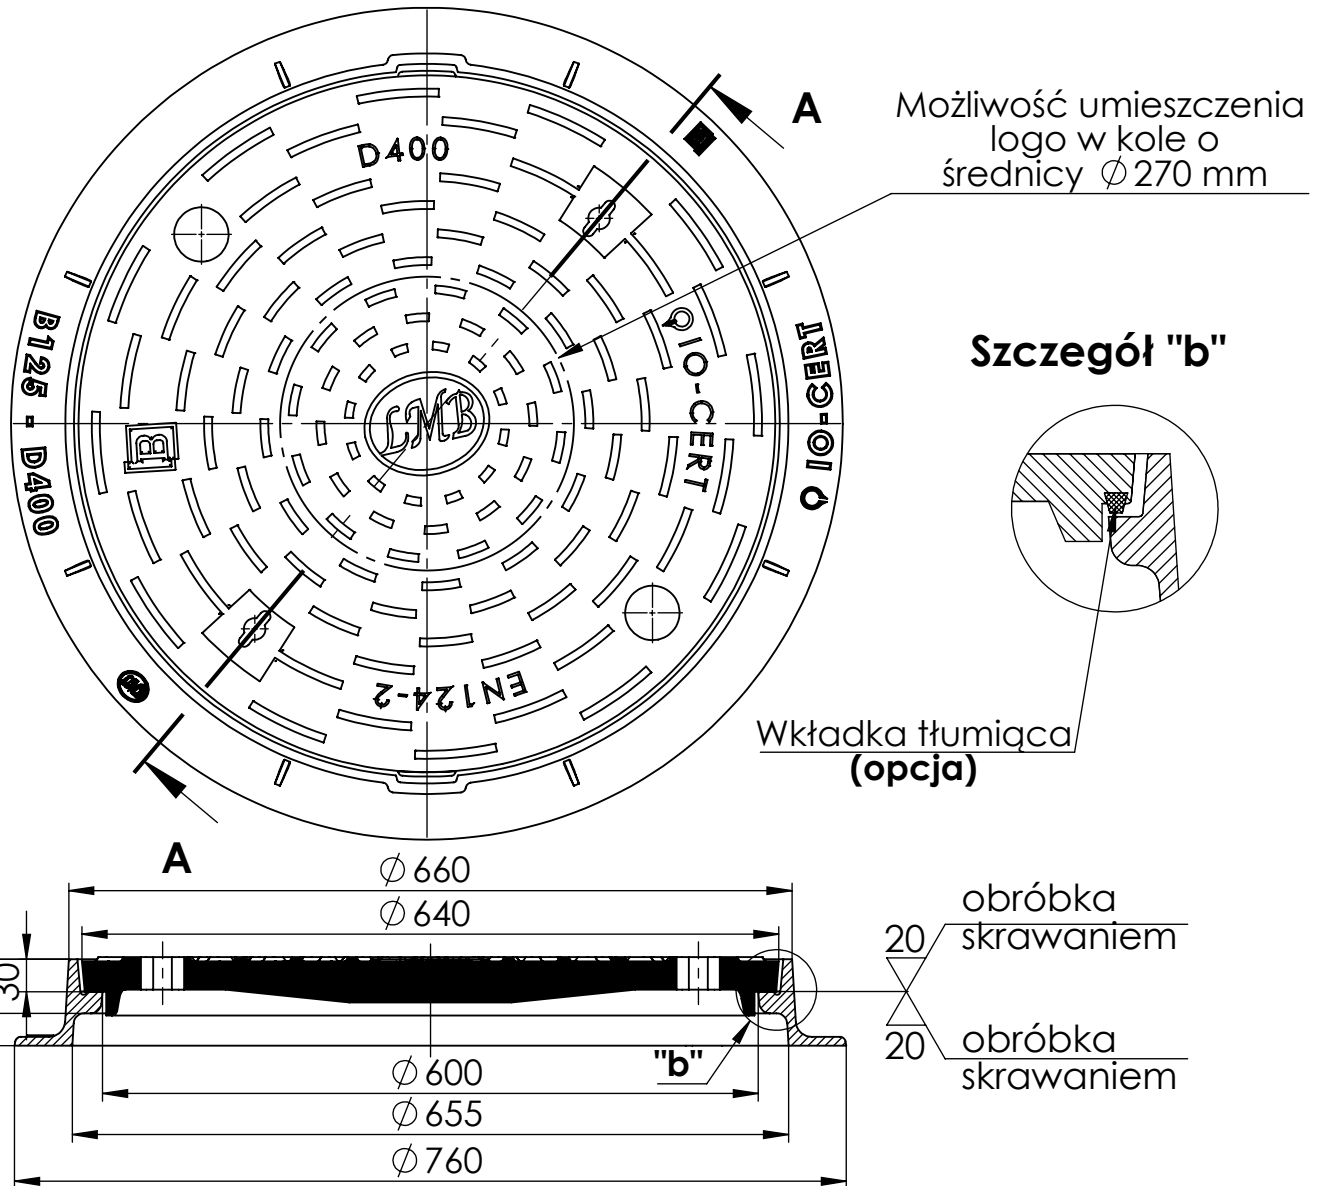 D400
A
Możliwość umieszczenia
logo w kole o
średnicy ∅270 mm
B125 - D400
IO-CERT
IO-CERT
B
LMB
EN124-2
Szczegół "b"
Wkładka tłumiąca
(opcja)
A
∅660
∅640
30
20
obróbka
skrawaniem
20
obróbka
skrawaniem
"b"
∅600
∅655
∅760